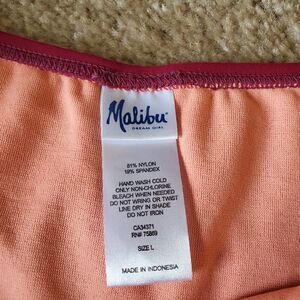 Malibu
DREAM GIRL
81% NYLON
19% SPANDEX
HAND WASH COLD
ONLY NON-CHLORINE
BLEACH WHEN NEEDED
DO NOT WRING OR TWIST
LINE DRY IN SHADE
DO NOT IRON
CA34371
RN# 75869
SIZE L
MADE IN INDONESIA